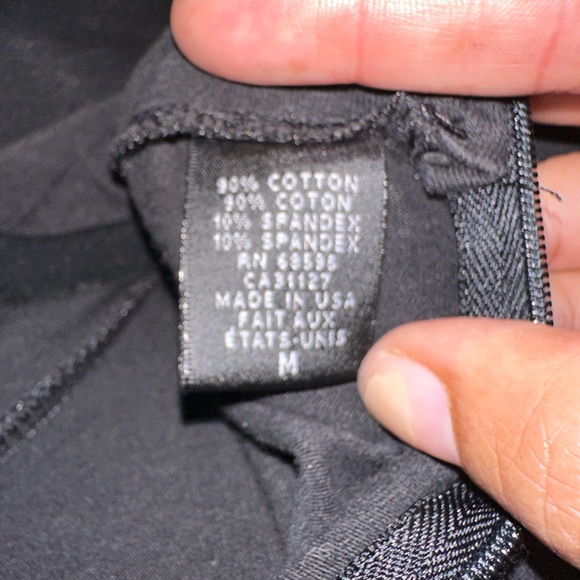 90% COTTON
90% COTON
10% SPANDEX
10% SPANDEX
RN 68596
CA31127
MADE IN USA
FAIT AUX
ÉTATS-UNIS
M